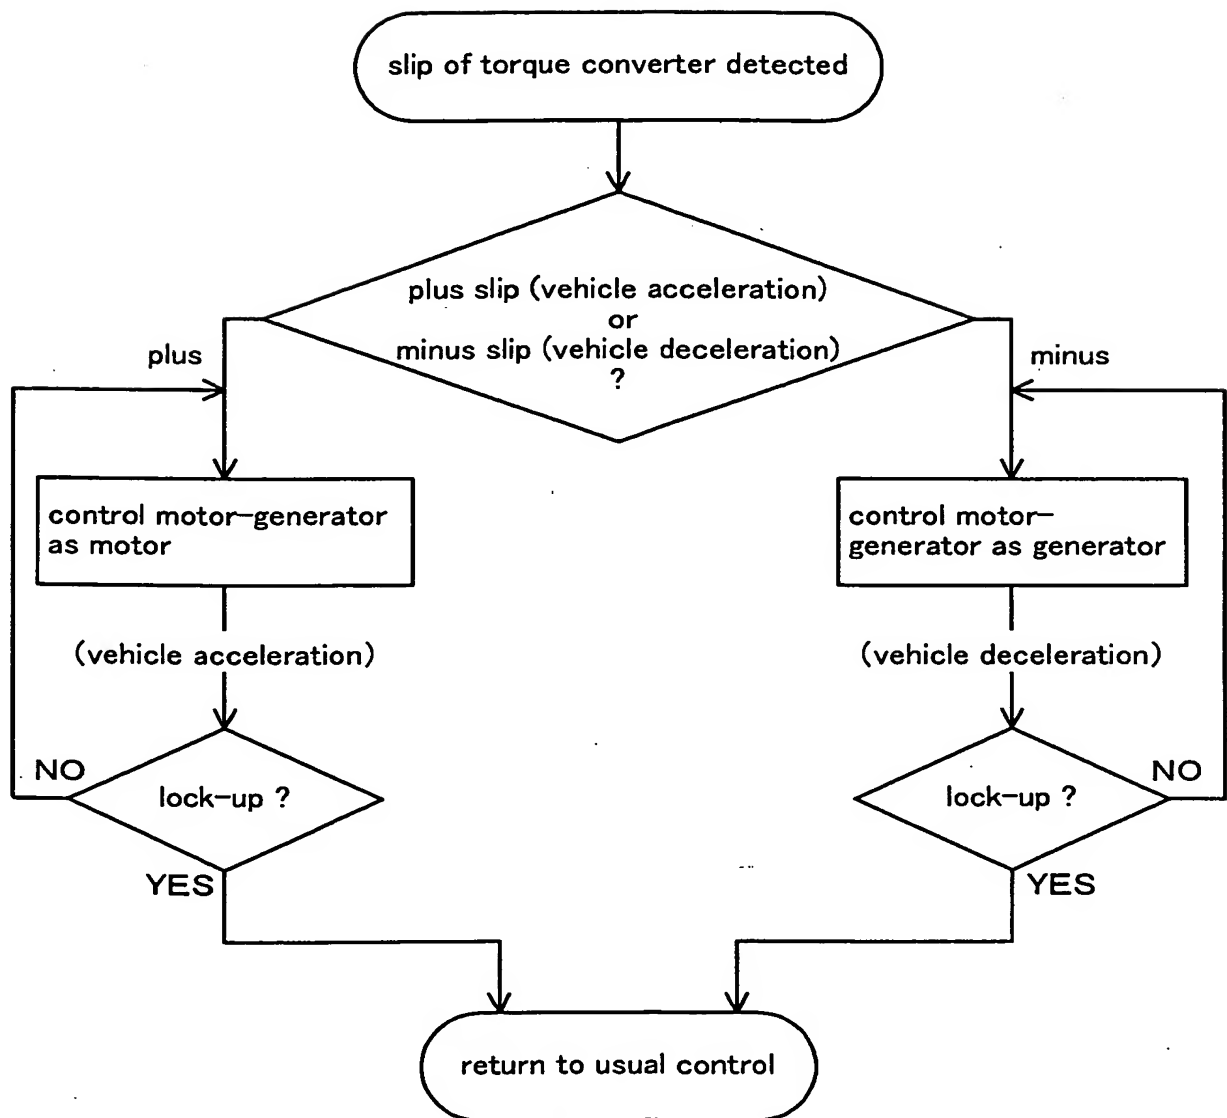 slip of torque converter detected
plus slip (vehicle acceleration)
or
minus slip (vehicle deceleration)
?
plus
minus
control motor-generator
as motor
control motor-
generator as generator
(vehicle acceleration)
(vehicle deceleration)
NO
lock-up ?
YES
lock-up ?
NO
YES
return to usual control